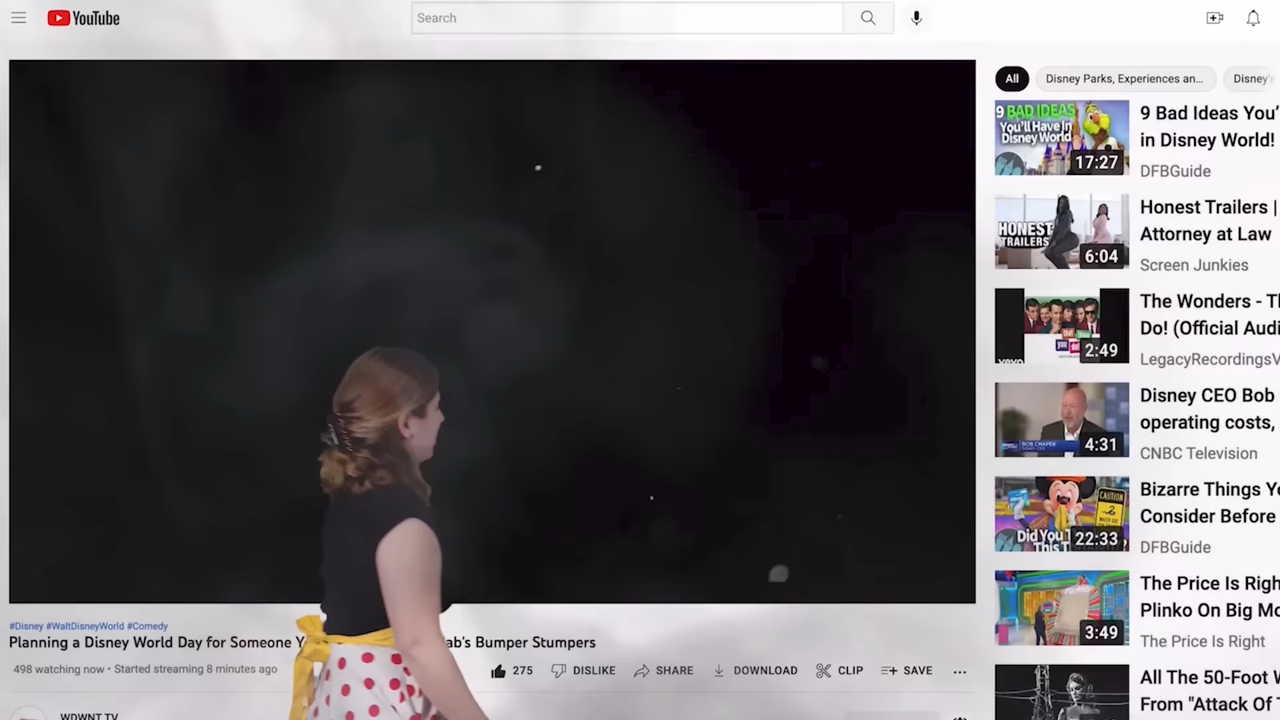 YouTube
Search
All
Disney Parks, Experiences an...
Disney's
9 BAD IDEAS
You'll Have In
Disney World
17:27
9 Bad Ideas You'
in Disney World!
DFBGuide
HONEST
TRAILERS
6:04
Honest Trailers |
Attorney at Law
Screen Junkies
vevo
2:49
The Wonders - Th
Do! (Official Audi
LegacyRecordingsV
BOB CHAPEK
4:31
Disney CEO Bob
operating costs,
CNBC Television
CAUTION
Did You
This T
22:33
Bizarre Things Yo
Consider Before
DFBGuide
3:49
The Price Is Righ
Plinko On Big Mo
The Price Is Right
All The 50-Foot W
From "Attack Of T
#Disney #WaltDisneyWorld #Comedy
Planning a Disney World Day for Someone Y ab's Bumper Stumpers
498 watching now • Started streaming 8 minutes ago
275
DISLIKE
SHARE
DOWNLOAD
CLIP
SAVE
WDWNT TV